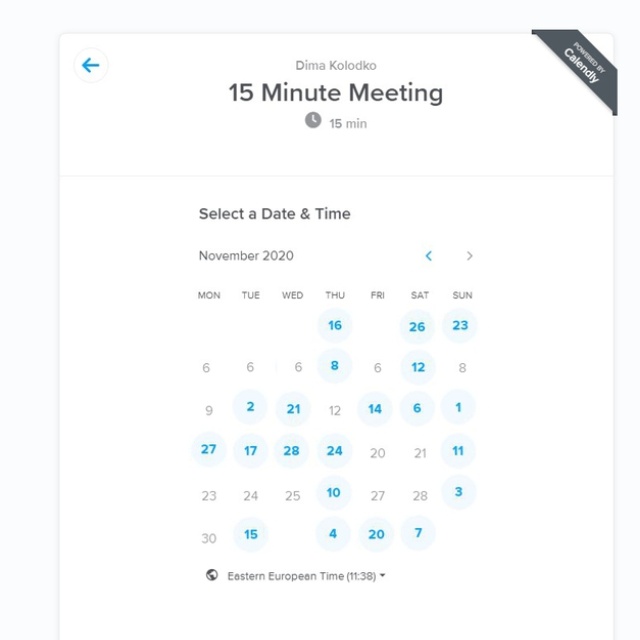 POWERED BY
Calendly
Dima Kolodko
15 Minute Meeting
15 min
Select a Date & Time
November 2020
MON TUE WED THU FRI SAT SUN
16 26 23
6 6 6 8 6 12 8
9 2 21 12 14 6 1
27 17 28 24 20 21 11
23 24 25 10 27 28 3
30 15 4 20 7
Eastern European Time (11:38)